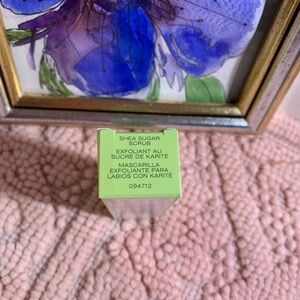 SHEA SUGAR
SCRUB
EXFOLIANT AU
SUCRE DE KARITÉ
MASCARILLA
EXFOLIANTE PARA
LABIOS CON KARITÉ
094712